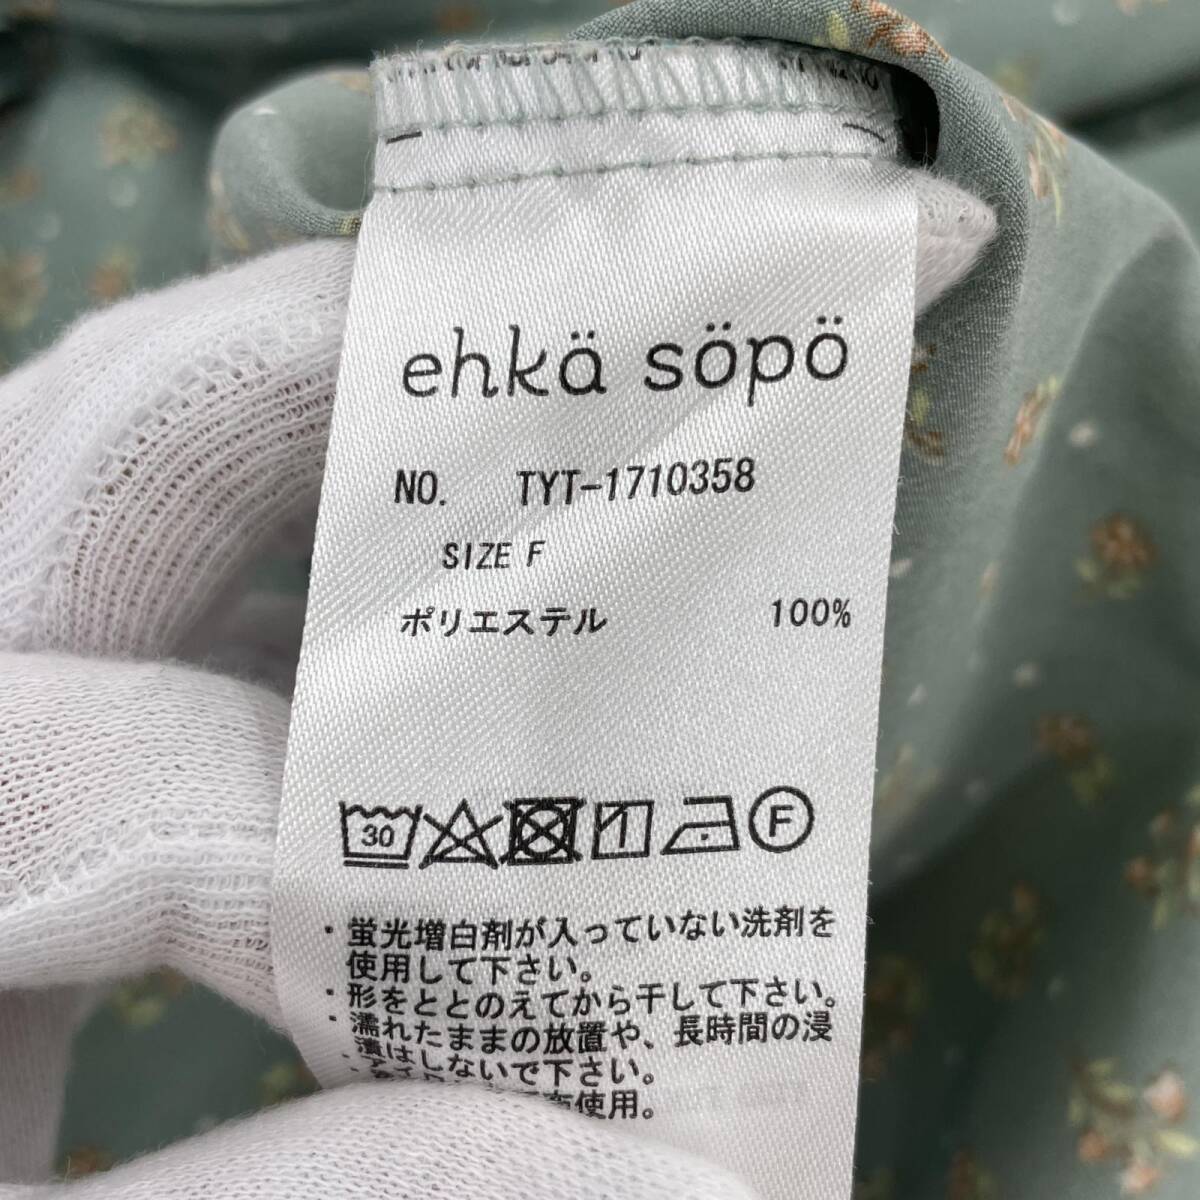 ehkä söpö
NO. TYT-1710358
SIZE F
ポリエステル 100%
30 1 F
・蛍光増白剤が入っていない洗剤を
使用して下さい。
・形をととのえてから干して下さい。
・濡れたままの放置や、長時間の浸
漬はしないで下さい。
使用。